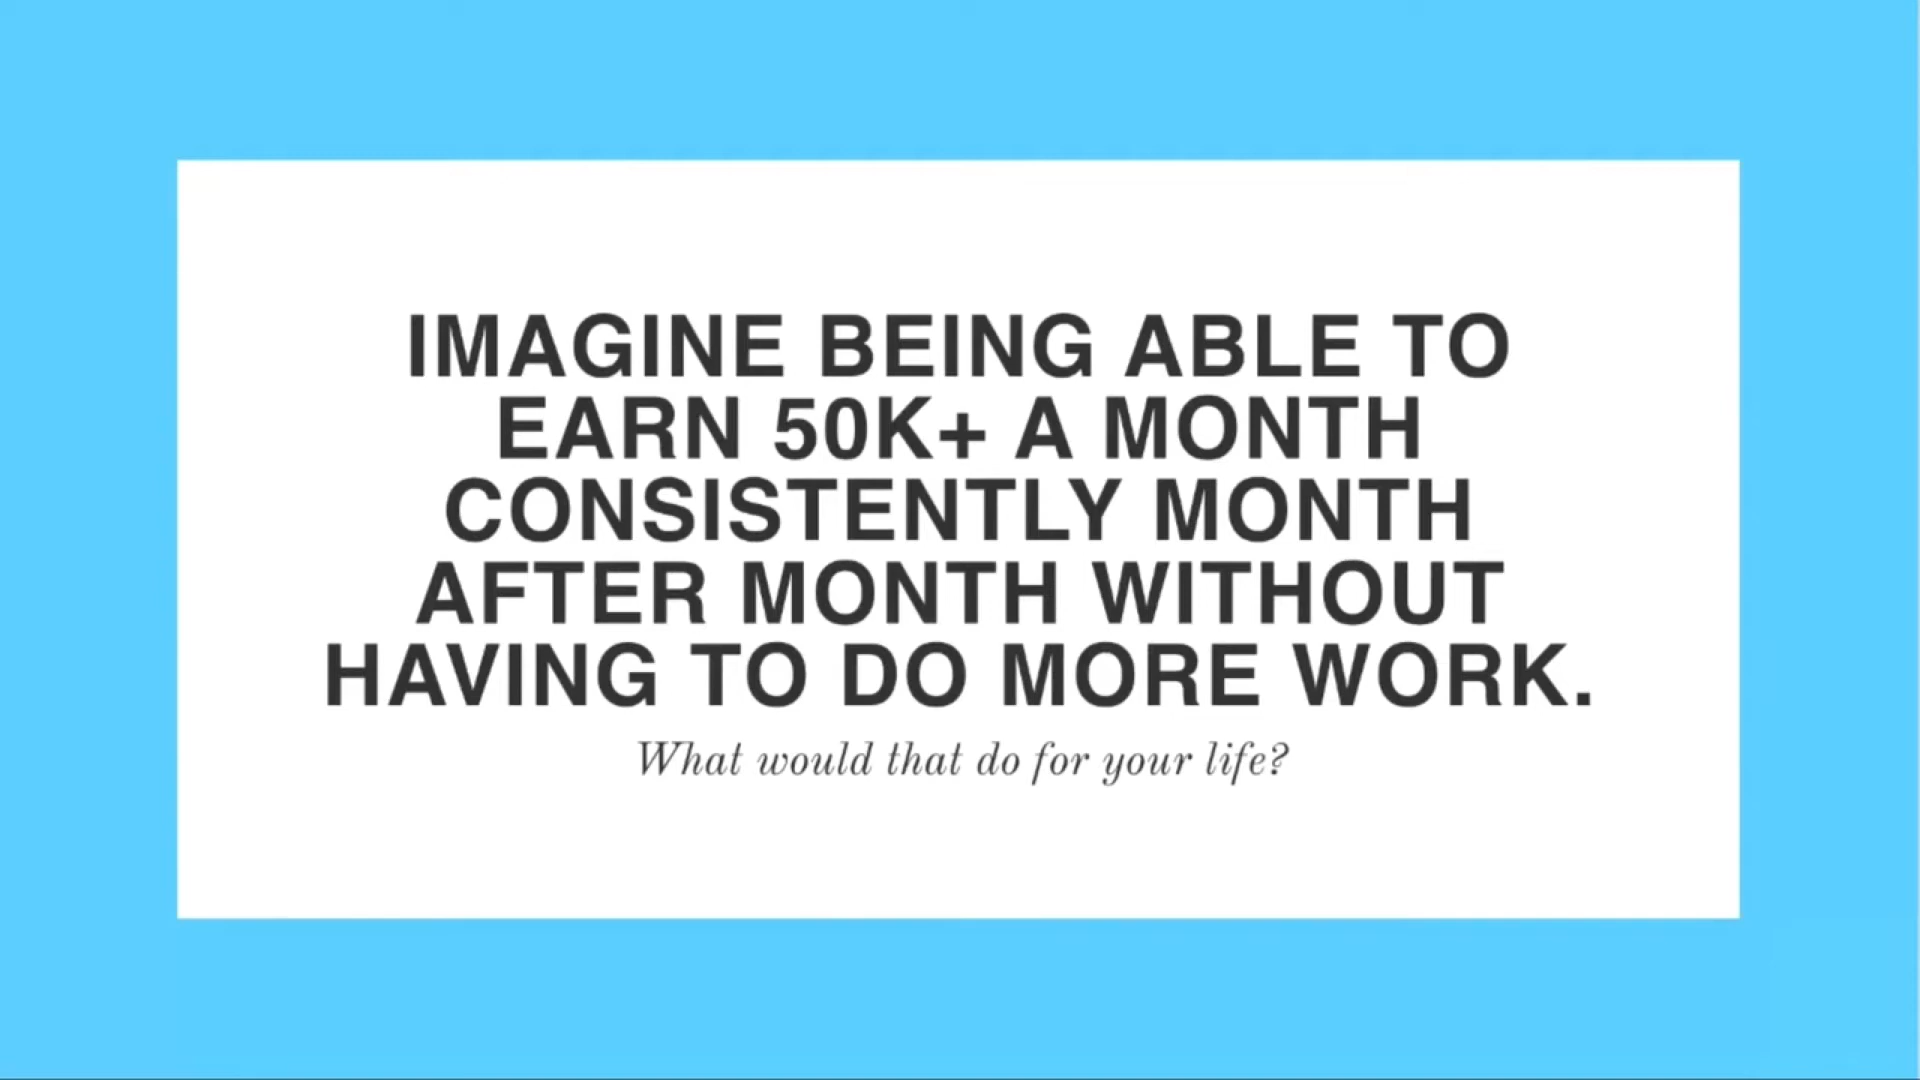 IMAGINE BEING ABLE TO
EARN 50K+ A MONTH
CONSISTENTLY MONTH
AFTER MONTH WITHOUT
HAVING TO DO MORE WORK.
What would that do for your life?